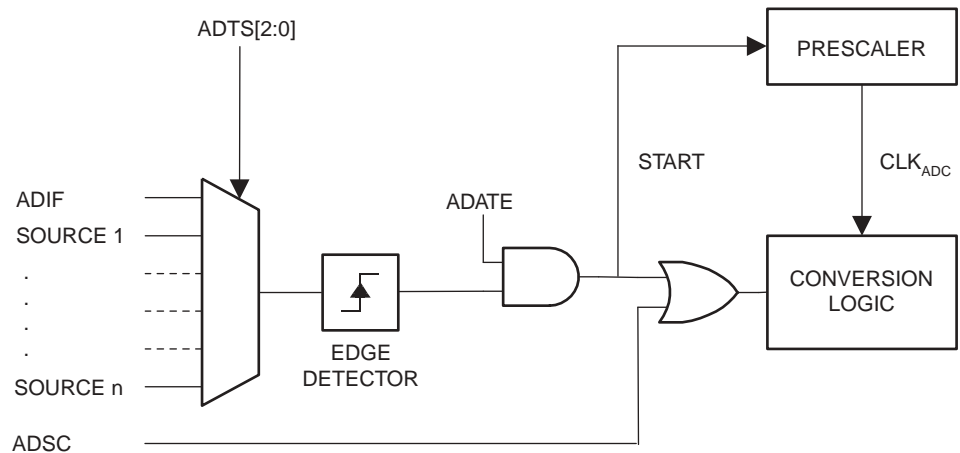 ADTS[2:0]
PRESCALER
START
CLKADC
ADIF
ADATE
SOURCE 1
.
.
.
.
CONVERSION
LOGIC
EDGE
DETECTOR
SOURCE n
ADSC